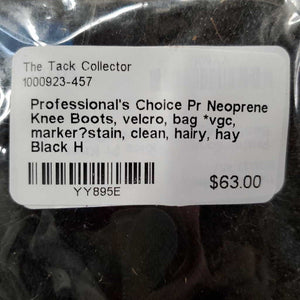 The Tack Collector
1000923-457
Professional's Choice Pr Neoprene
Knee Boots, velcro, bag *vgc,
marker?stain, clean, hairy, hay
Black H
YY895E
$63.00